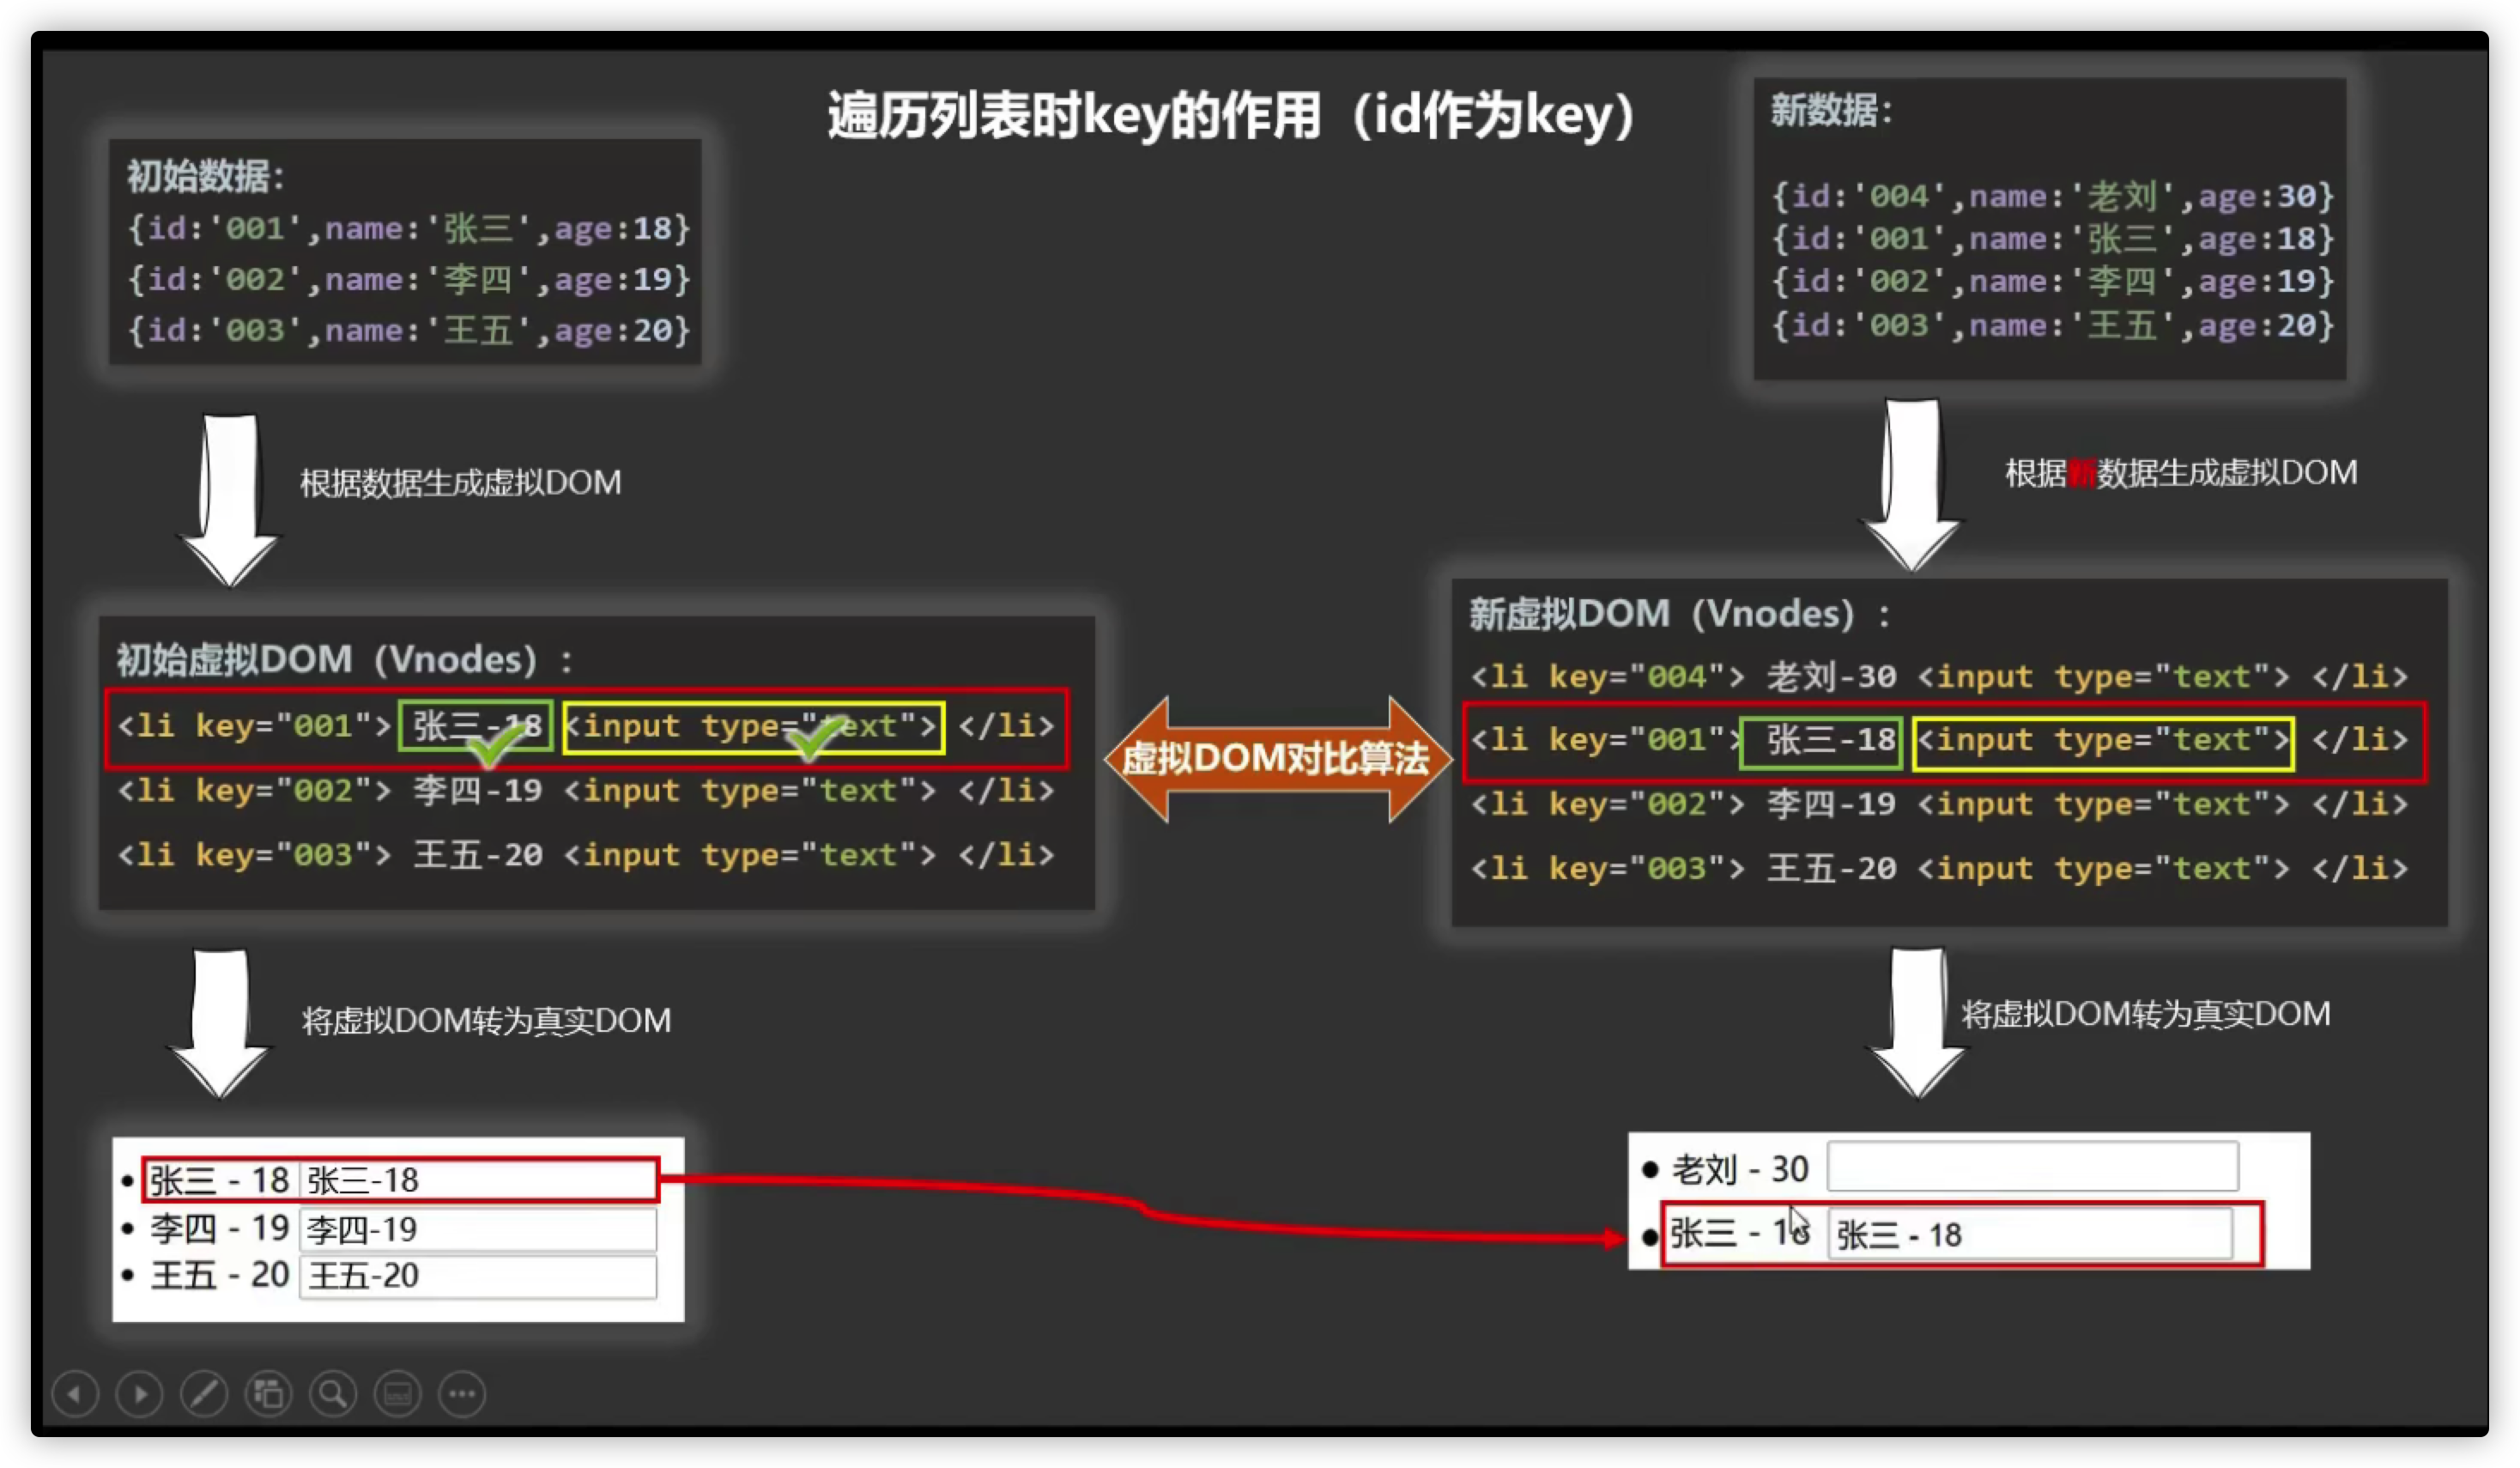 遍历列表时key的作用（id作为key）
初始数据：
{id:'001',name:'张三',age:18}
{id:'002',name:'李四',age:19}
{id:'003',name:'王五',age:20}
根据数据生成虚拟DOM
初始虚拟DOM（Vnodes）：
<li key="001"> 张三-18 <input type="text"> </li>
<li key="002"> 李四-19 <input type="text"> </li>
<li key="003"> 王五-20 <input type="text"> </li>
将虚拟DOM转为真实DOM
张三 - 18 张三-18
李四 - 19 李四-19
王五 - 20 王五-20
虚拟DOM对比算法
新数据：
{id:'004',name:'老刘',age:30}
{id:'001',name:'张三',age:18}
{id:'002',name:'李四',age:19}
{id:'003',name:'王五',age:20}
根据新数据生成虚拟DOM
新虚拟DOM（Vnodes）：
<li key="004"> 老刘-30 <input type="text"> </li>
<li key="001"> 张三-18 <input type="text"> </li>
<li key="002"> 李四-19 <input type="text"> </li>
<li key="003"> 王五-20 <input type="text"> </li>
将虚拟DOM转为真实DOM
老刘 - 30
张三 - 18 张三 - 18